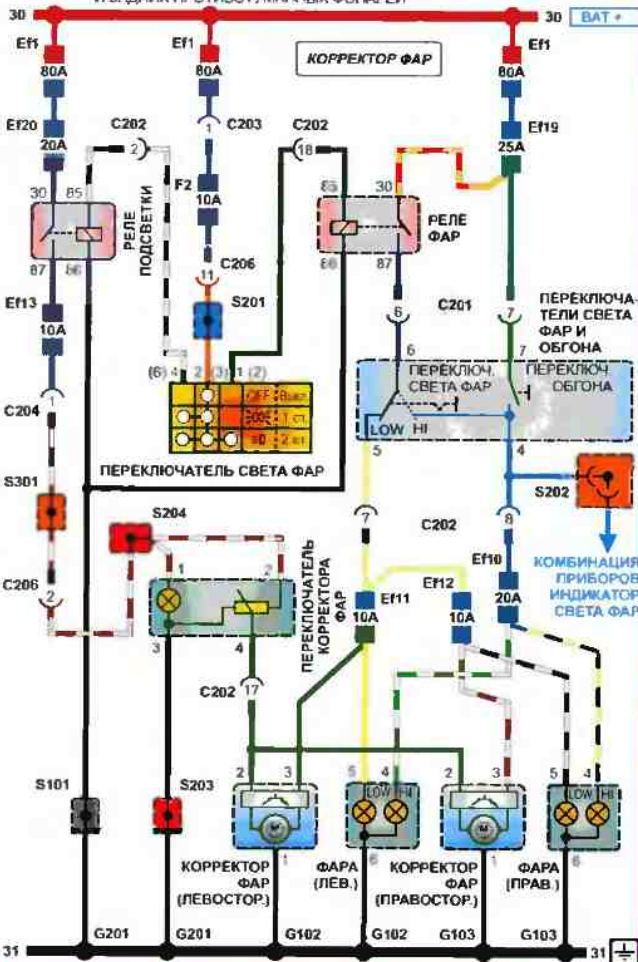 30
30
BAT +
Ef1
Ef1
Ef1
80A
80A
80A
КОРРЕКТОР ФАР
Ef20
C202
C203
C202
Ef19
20A
2
1
18
25A
F2
10A
30
85
85
30
РЕЛЕ ПОДСВЕТКИ
РЕЛЕ ФАР
87
86
86
87
C206
11
S201
Ef13
10A
6
C201
7
ПЕРЕКЛЮЧА-
ТЕЛИ СВЕТА
ФАР И
ОБГОНА
6
7
(6) 4
2
(3)
1
(2)
ПЕРЕКЛЮЧ.
СВЕТА ФАР
ПЕРЕКЛЮЧ.
ОБГОНА
1
C204
OFF
Выкл.
1 ст.
2 ст.
LOW
HI
5
4
ПЕРЕКЛЮЧАТЕЛЬ СВЕТА ФАР
S301
S202
S204
7
C202
8
C206
2
1
2
ПЕРЕКЛЮЧАТЕЛЬ КОРРЕКТОРА ФАР
Ef11
Ef12
Ef10
КОМБИНАЦИЯ
ПРИБОРОВ
ИНДИКАТОР
СВЕТА ФАР
10A
10A
20A
3
4
C202
17
S101
S203
2
3
5
4
2
3
5
4
LOW
HI
LOW
HI
M
M
1
6
1
6
КОРРЕКТОР
ФАР
(ЛЕВОСТОР.)
ФАРА
(ЛЕВ.)
КОРРЕКТОР
ФАР
(ПРАВОСТОР.)
ФАРА
(ПРАВ.)
G201
G201
G102
G102
G103
G103
31
31